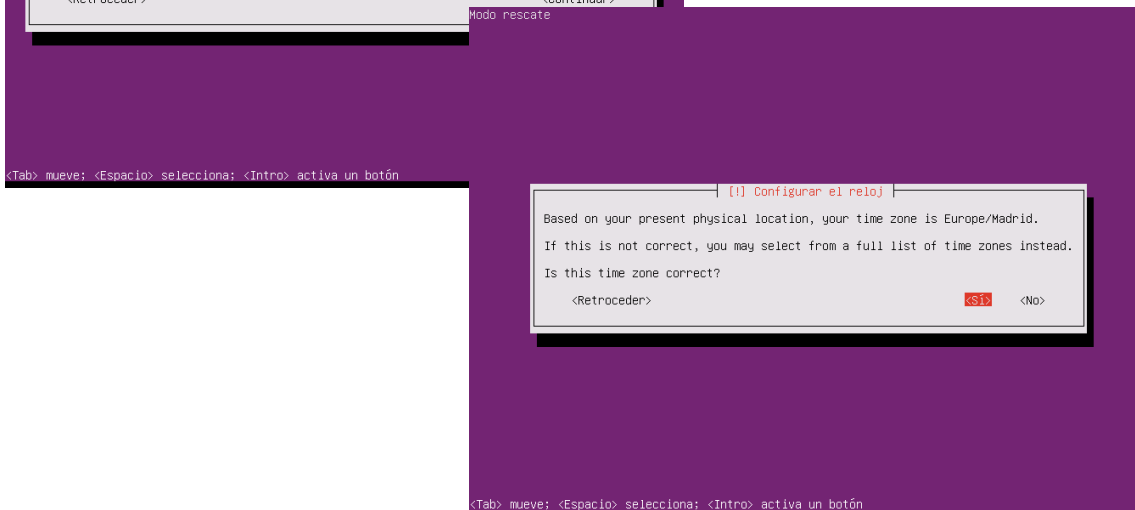 <Retroceder> <Continuar>
<Tab> mueve; <Espacio> selecciona; <Intro> activa un botón
Modo rescate
[!] Configurar el reloj
Based on your present physical location, your time zone is Europe/Madrid.
If this is not correct, you may select from a full list of time zones instead.
Is this time zone correct?
<Retroceder> <Sí> <No>
<Tab> mueve; <Espacio> selecciona; <Intro> activa un botón